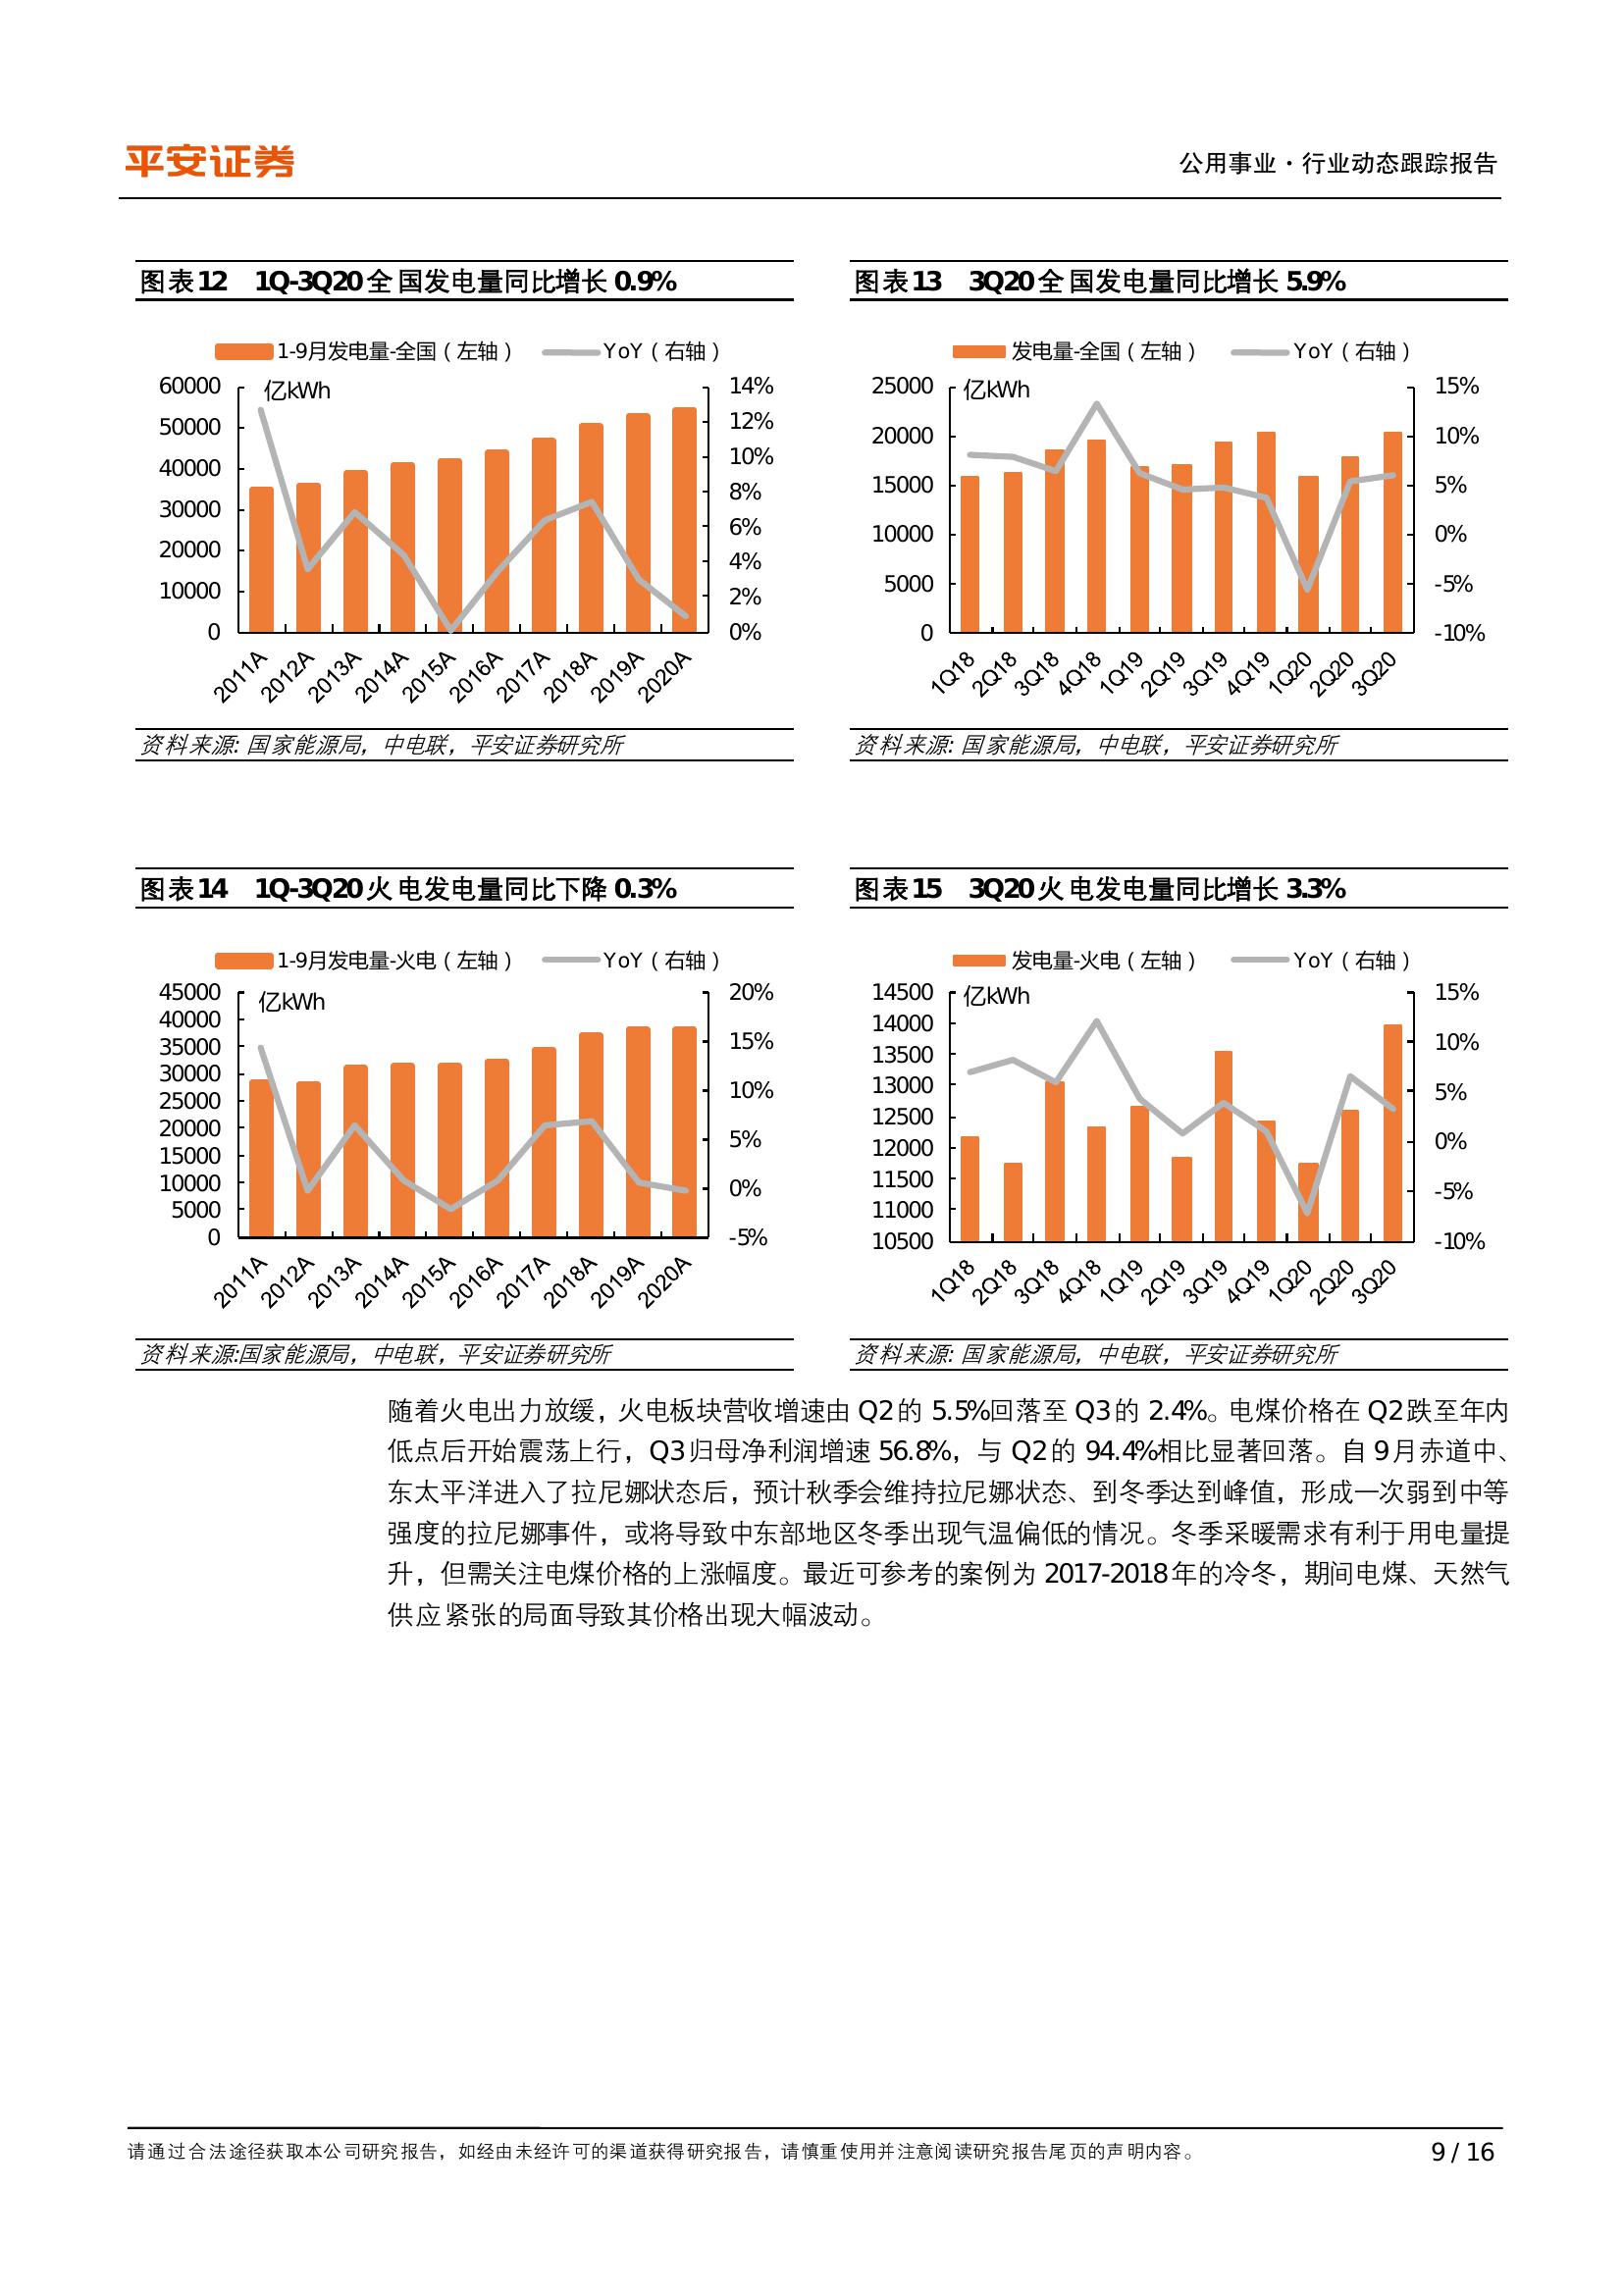 平安证券
公用事业·行业动态跟踪报告
图表12 1Q-3Q20全国发电量同比增长0.9%
1-9月发电量-全国（左轴） YoY（右轴）
亿kWh
60000
50000
40000
30000
20000
10000
0
14%
12%
10%
8%
6%
4%
2%
0%
2011A 2012A 2013A 2014A 2015A 2016A 2017A 2018A 2019A 2020A
资料来源: 国家能源局，中电联，平安证券研究所
图表13 3Q20全国发电量同比增长5.9%
发电量-全国（左轴） YoY（右轴）
亿kWh
25000
20000
15000
10000
5000
0
15%
10%
5%
0%
-5%
-10%
1Q18 2Q18 3Q18 4Q18 1Q19 2Q19 3Q19 4Q19 1Q20 2Q20 3Q20
资料来源: 国家能源局，中电联，平安证券研究所
图表14 1Q-3Q20火电发电量同比下降0.3%
1-9月发电量-火电（左轴） YoY（右轴）
亿kWh
45000
40000
35000
30000
25000
20000
15000
10000
5000
0
20%
15%
10%
5%
0%
-5%
2011A 2012A 2013A 2014A 2015A 2016A 2017A 2018A 2019A 2020A
资料来源:国家能源局，中电联，平安证券研究所
图表15 3Q20火电发电量同比增长3.3%
发电量-火电（左轴） YoY（右轴）
亿kWh
14500
14000
13500
13000
12500
12000
11500
11000
10500
15%
10%
5%
0%
-5%
-10%
1Q18 2Q18 3Q18 4Q18 1Q19 2Q19 3Q19 4Q19 1Q20 2Q20 3Q20
资料来源: 国家能源局，中电联，平安证券研究所
随着火电出力放缓，火电板块营收增速由 Q2的 5.5%回落至 Q3的 2.4%。电煤价格在 Q2跌至年内
低点后开始震荡上行，Q3归母净利润增速 56.8%，与 Q2的 94.4%相比显著回落。自 9月赤道中、
东太平洋进入了拉尼娜状态后，预计秋季会维持拉尼娜状态、到冬季达到峰值，形成一次弱到中等
强度的拉尼娜事件，或将导致中东部地区冬季出现气温偏低的情况。冬季采暖需求有利于用电量提
升，但需关注电煤价格的上涨幅度。最近可参考的案例为 2017-2018年的冷冬，期间电煤、天然气
供应紧张的局面导致其价格出现大幅波动。
请通过合法途径获取本公司研究报告，如经由未经许可的渠道获得研究报告，请慎重使用并注意阅读研究报告尾页的声明内容。
9 / 16